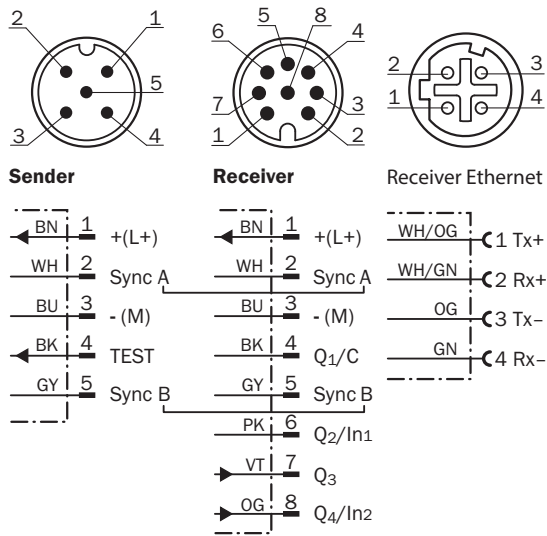 2 1
5
3 4
5 8
6 4
7 3
1 2
2 3
1 4
Sender
BN 1 +(L+)
WH 2 Sync A
BU 3 - (M)
BK 4 TEST
GY 5 Sync B
Receiver
BN 1 +(L+)
WH 2 Sync A
BU 3 - (M)
BK 4 Q1/C
GY 5 Sync B
PK 6 Q2/In1
VT 7 Q3
OG 8 Q4/In2
Receiver Ethernet
WH/OG 1 Tx+
WH/GN 2 Rx+
OG 3 Tx–
GN 4 Rx–